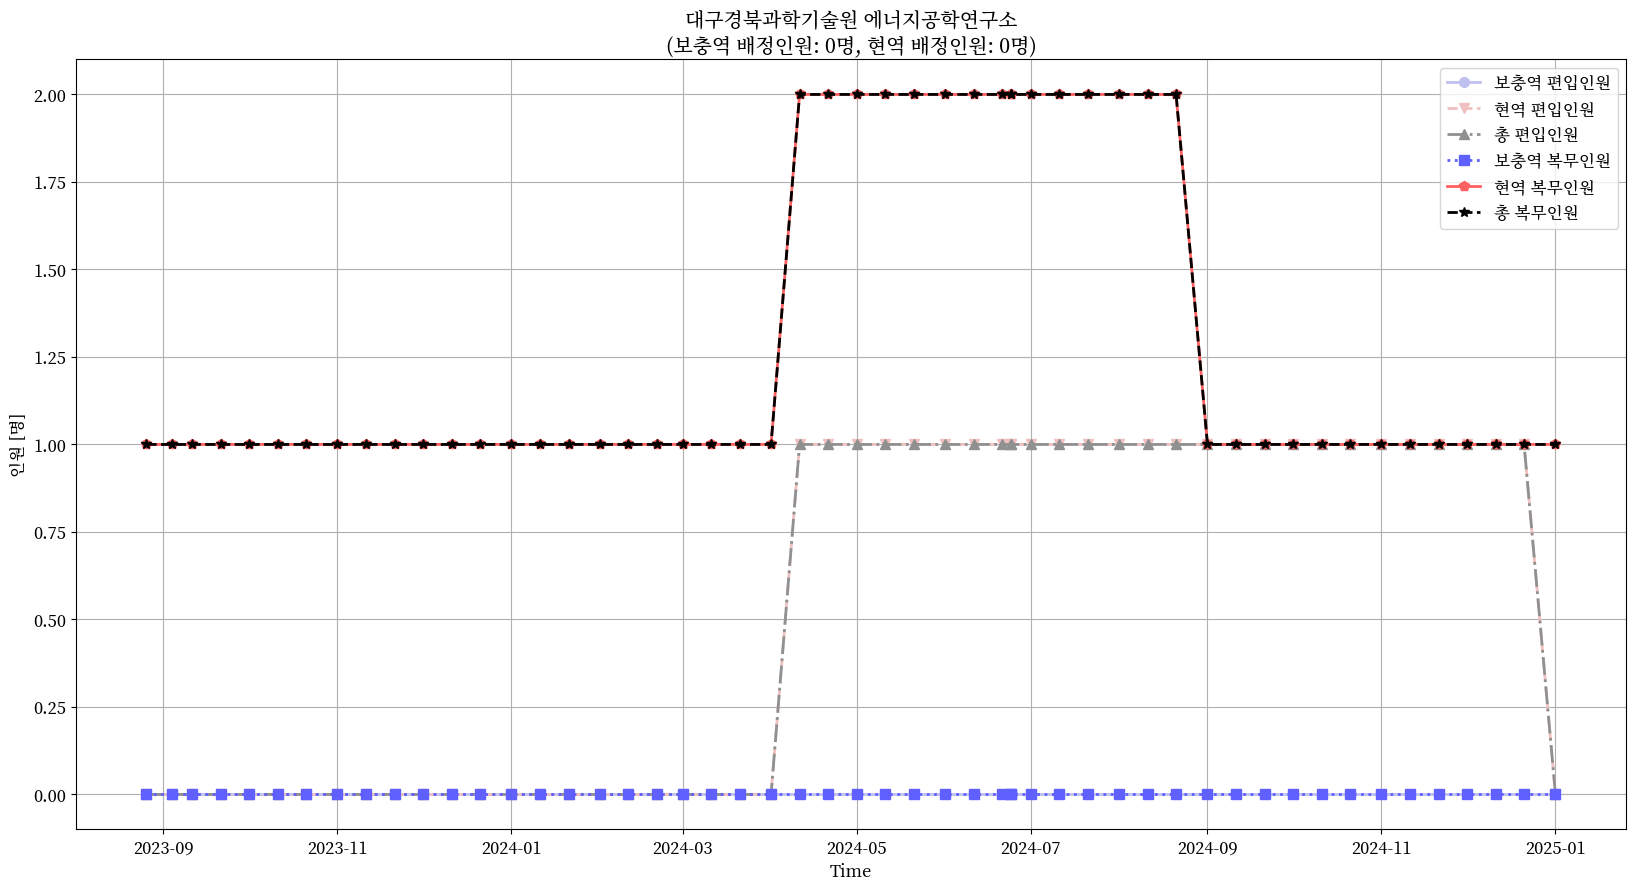 대구경북과학기술원 에너지공학연구소
(보충역 배정인원: 0명, 현역 배정인원: 0명)
보충역 편입인원
현역 편입인원
총 편입인원
보충역 복무인원
현역 복무인원
총 복무인원
인원 [명]
2.00
1.75
1.50
1.25
1.00
0.75
0.50
0.25
0.00
2023-09
2023-11
2024-01
2024-03
2024-05
2024-07
2024-09
2024-11
2025-01
Time